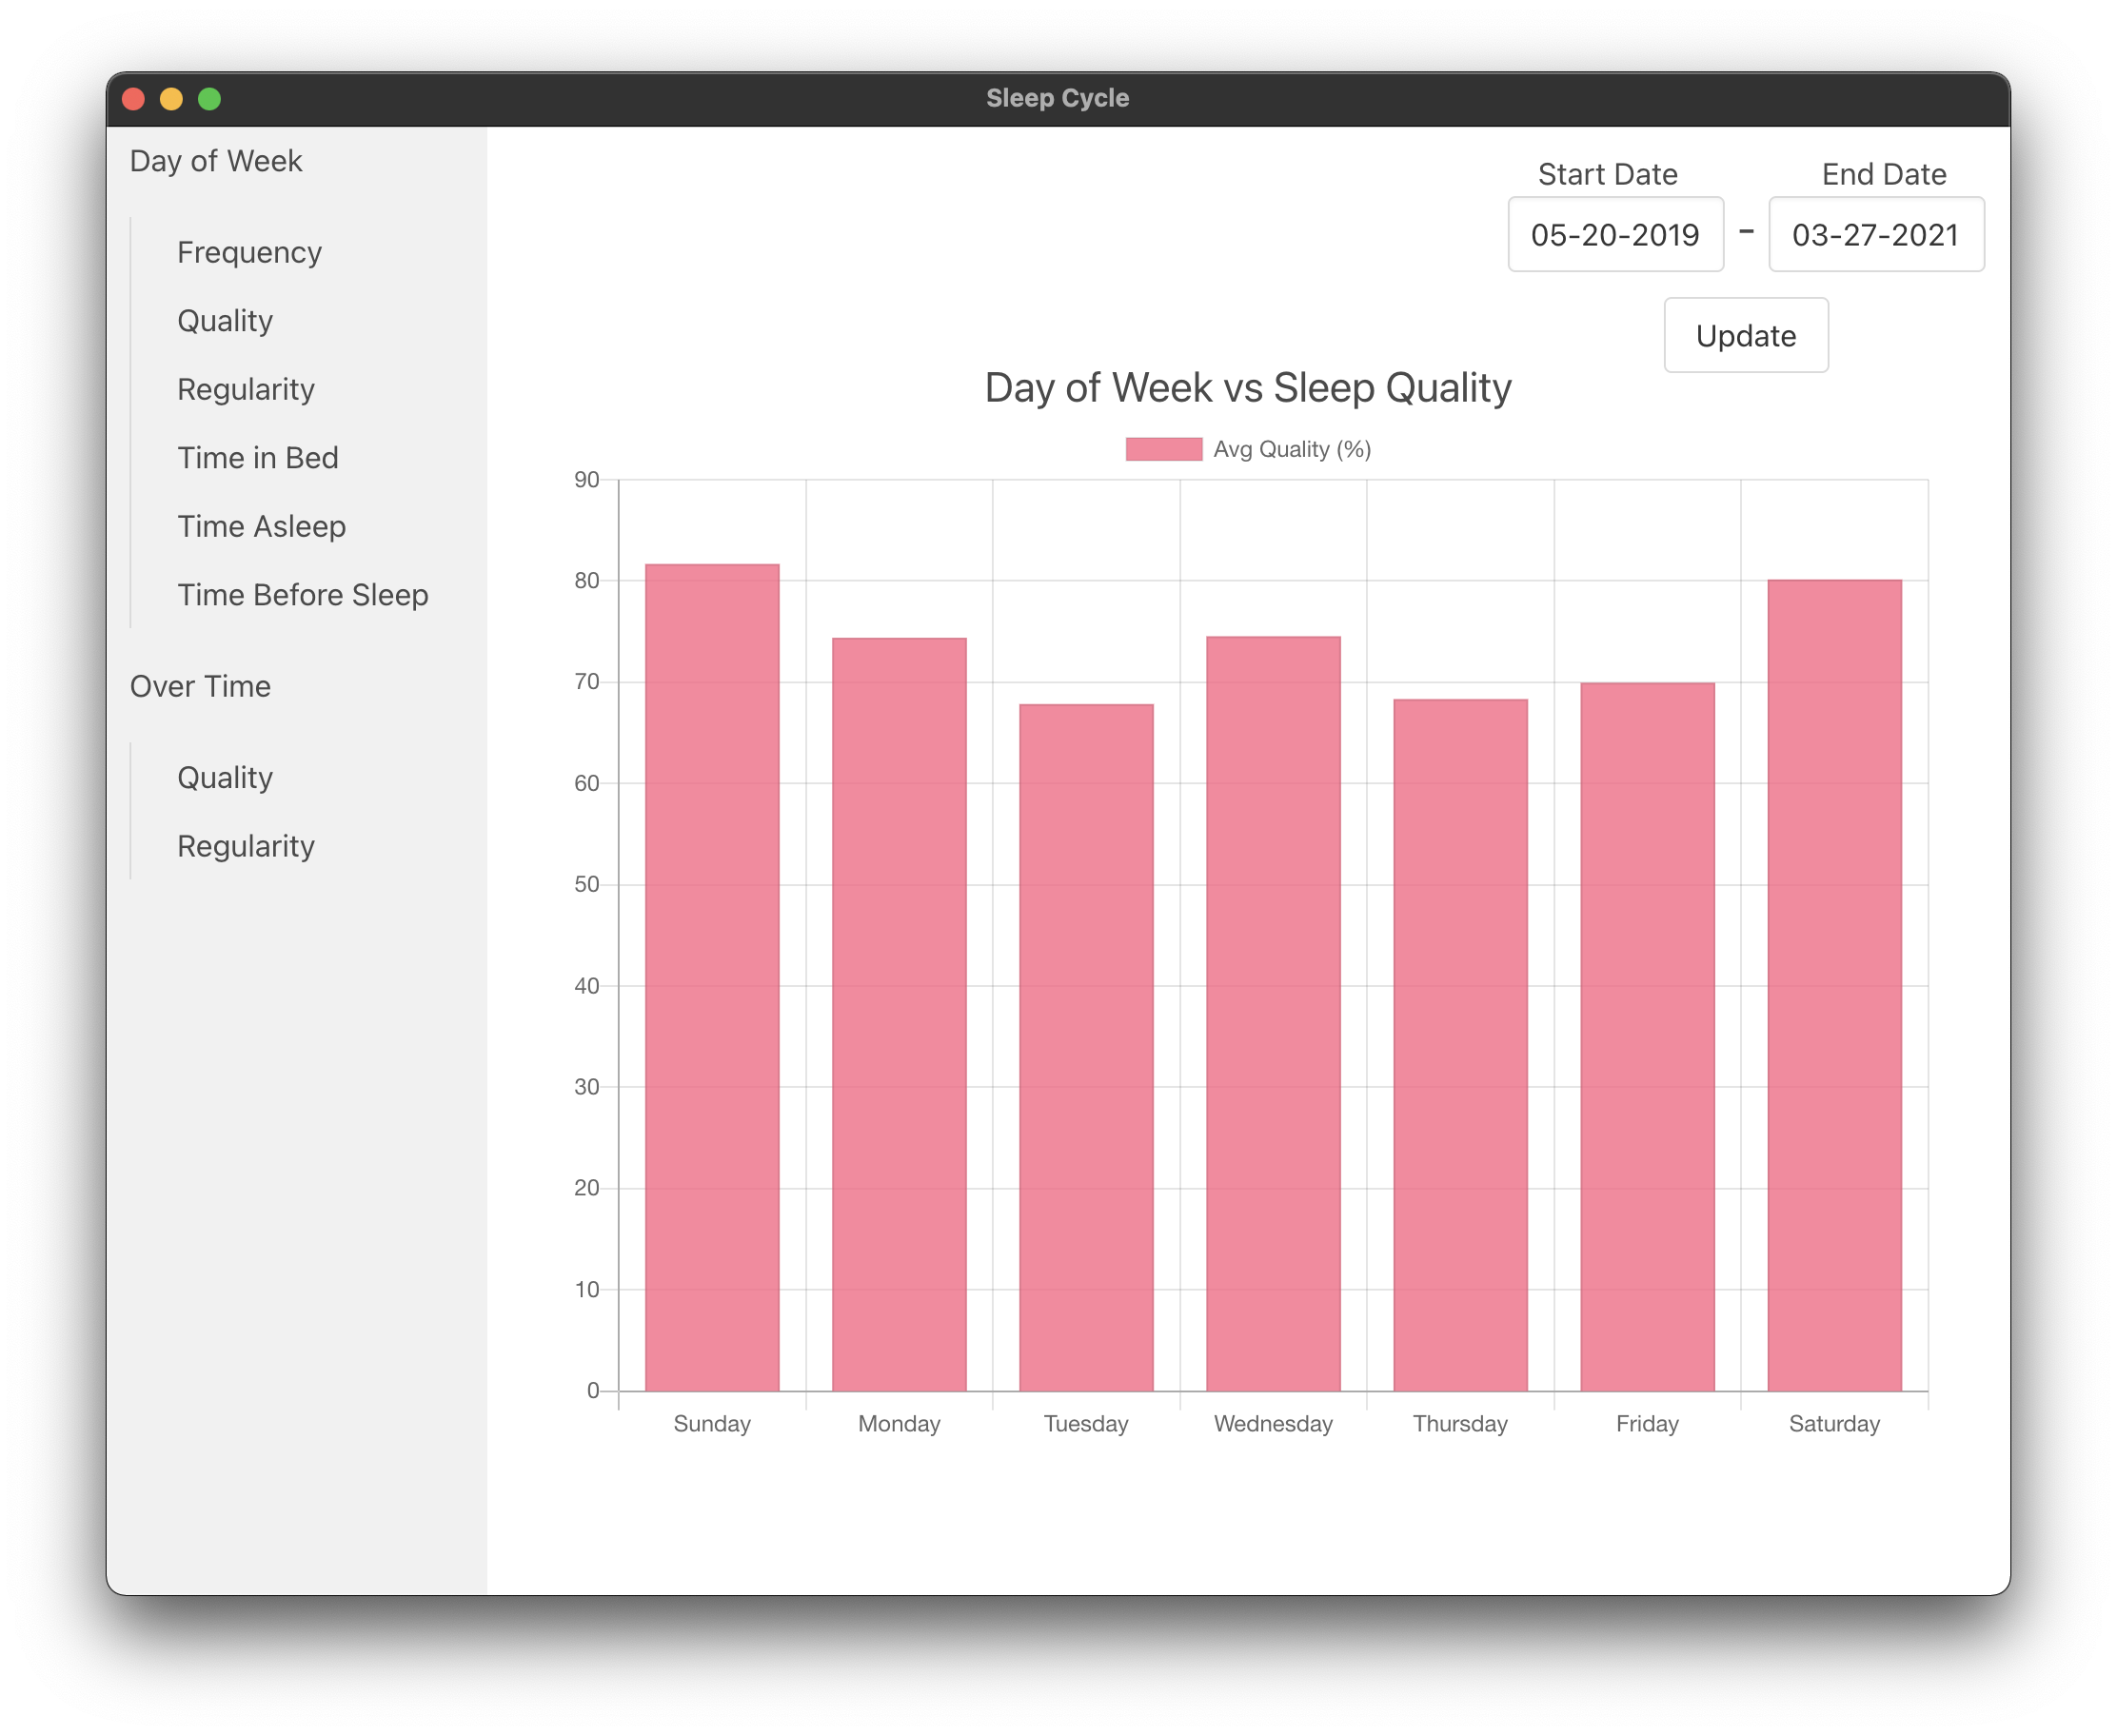 Sleep Cycle
Day of Week
Frequency
Quality
Regularity
Time in Bed
Time Asleep
Time Before Sleep
Over Time
Quality
Regularity
Start Date End Date
05-20-2019 - 03-27-2021
Update
Day of Week vs Sleep Quality
Avg Quality (%)
90
80
70
60
50
40
30
20
10
0
Sunday Monday Tuesday Wednesday Thursday Friday Saturday